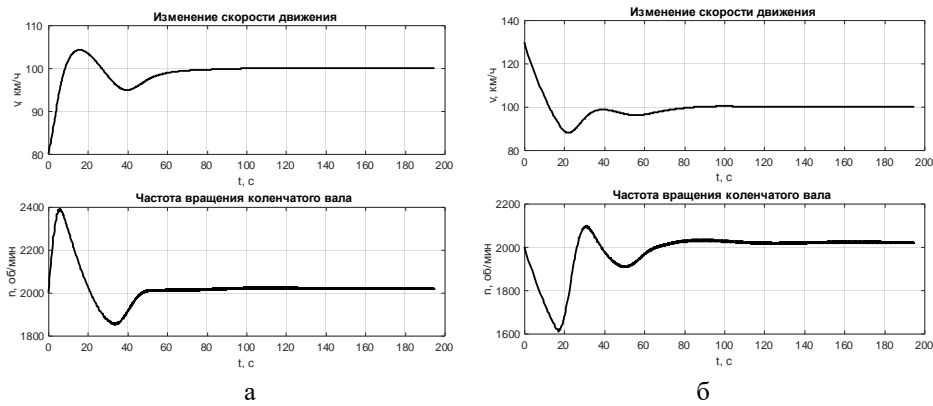 Изменение скорости движения
110
100
90
80
v, км/ч
0 20 40 60 80 100 120 140 160 180 200
t, с
Частота вращения коленчатого вала
2400
2200
2000
1800
n, об/мин
0 20 40 60 80 100 120 140 160 180 200
t, с
а
Изменение скорости движения
140
120
100
80
v, км/ч
0 20 40 60 80 100 120 140 160 180 200
t, с
Частота вращения коленчатого вала
2200
2000
1800
1600
n, об/мин
0 20 40 60 80 100 120 140 160 180 200
t, с
б